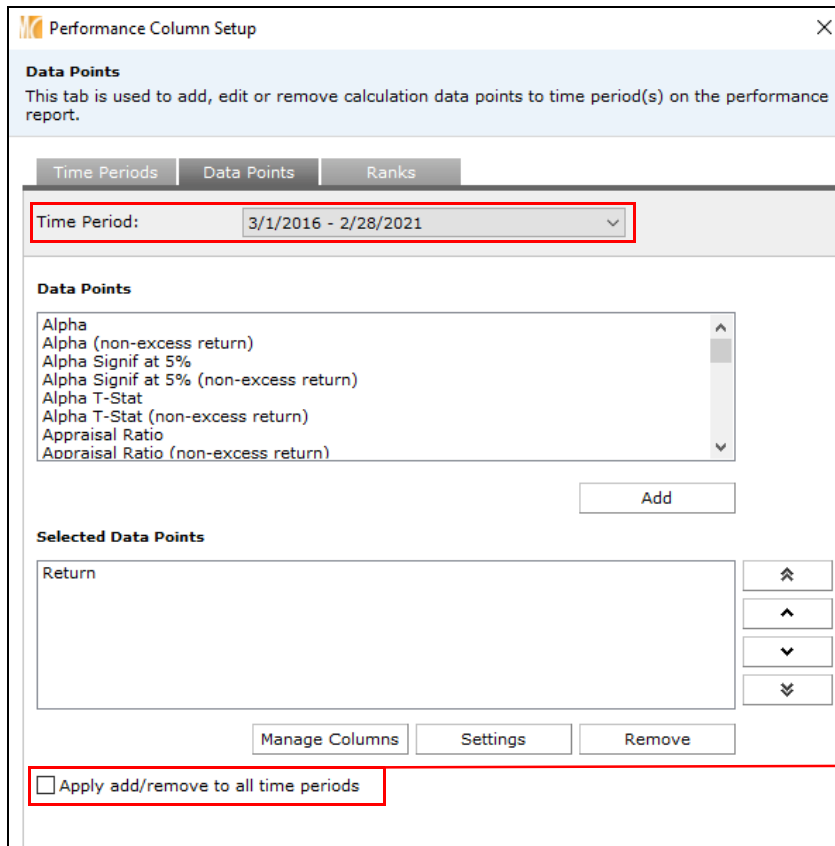 Performance Column Setup
Data Points
This tab is used to add, edit or remove calculation data points to time period(s) on the performance
report.
Time Periods Data Points Ranks
Time Period: 3/1/2016 - 2/28/2021
Data Points
Alpha
Alpha (non-excess return)
Alpha Signif at 5%
Alpha Signif at 5% (non-excess return)
Alpha T-Stat
Alpha T-Stat (non-excess return)
Appraisal Ratio
Appraisal Ratio (non-excess return)
Add
Selected Data Points
Return
Manage Columns Settings Remove
Apply add/remove to all time periods